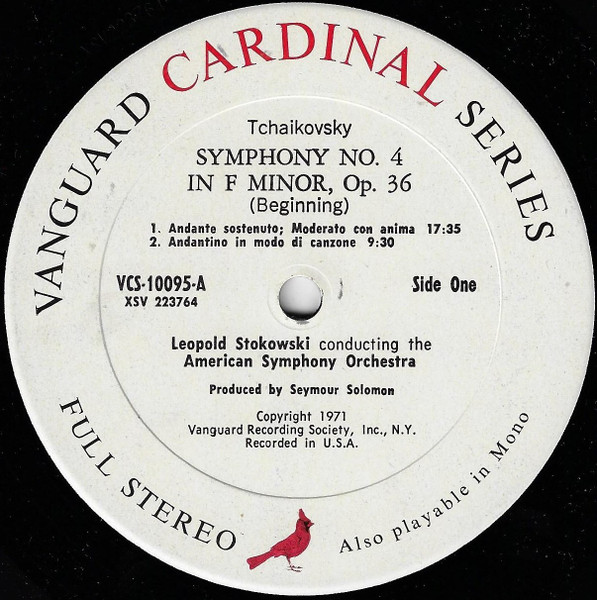 VANGUARD CARDINAL SERIES
Tchaikovsky
SYMPHONY NO. 4
IN F MINOR, Op. 36
(Beginning)
1. Andante sostenuto; Moderato con anima 17:35
2. Andantino in modo di canzone 9:30
VCS-10095-A
XSV 223764
Side One
Leopold Stokowski conducting the
American Symphony Orchestra
Produced by Seymour Solomon
Copyright 1971
Vanguard Recording Society, Inc., N.Y.
Recorded in U.S.A.
FULL STEREO
Also playable in Mono